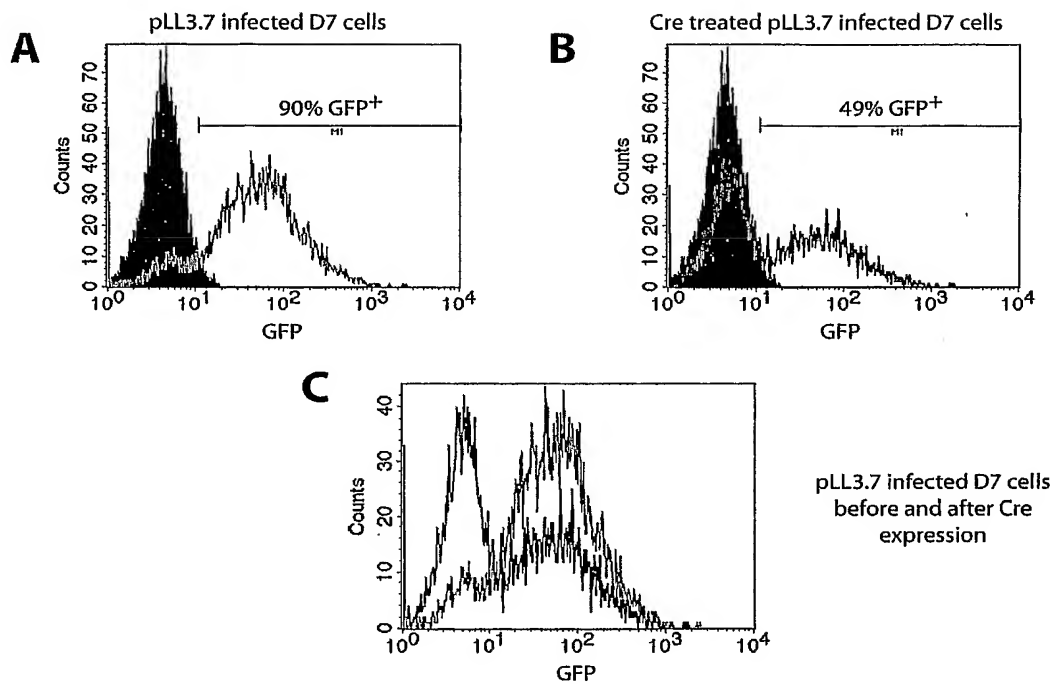 pLL3.7 infected D7 cells
A
90% GFP+
M1
Counts
0 10 20 30 40 50 60 70
10^0 10^1 10^2 10^3 10^4
GFP
Cre treated pLL3.7 infected D7 cells
B
49% GFP+
M1
Counts
0 10 20 30 40 50 60 70
10^0 10^1 10^2 10^3 10^4
GFP
C
Counts
0 10 20 30 40
10^0 10^1 10^2 10^3 10^4
GFP
pLL3.7 infected D7 cells
before and after Cre
expression